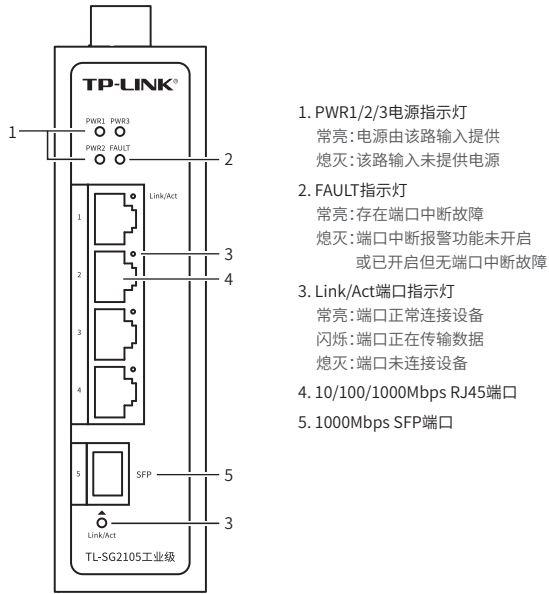 TP-LINK®
PWR1 PWR3
1
PWR2 FAULT
2
Link/Act
1
3
2
4
3
4
5
SFP
5
3
Link/Act
TL-SG2105工业级
1. PWR1/2/3电源指示灯
常亮:电源由该路输入提供
熄灭:该路输入未提供电源
2. FAULT指示灯
常亮:存在端口中断故障
熄灭:端口中断报警功能未开启
或已开启但无端口中断故障
3. Link/Act端口指示灯
常亮:端口正常连接设备
闪烁:端口正在传输数据
熄灭:端口未连接设备
4. 10/100/1000Mbps RJ45端口
5. 1000Mbps SFP端口